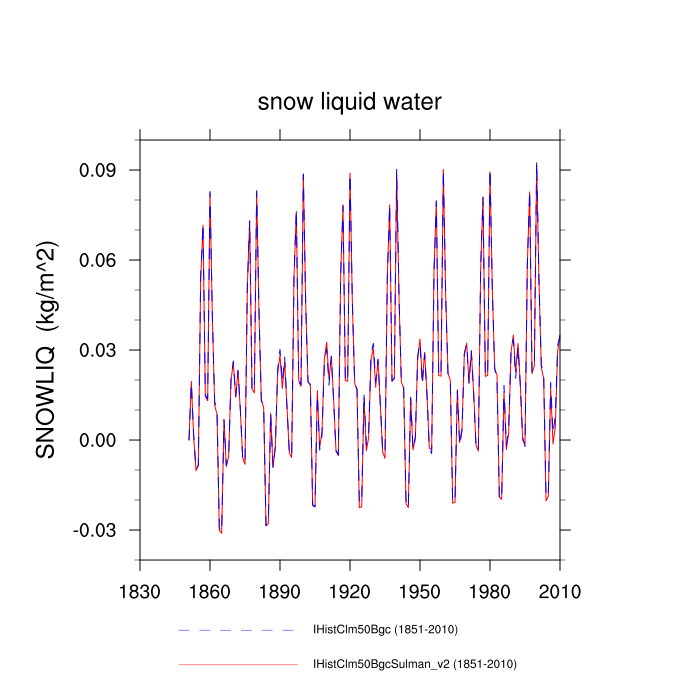 snow liquid water
SNOWLIQ (kg/m^2)
0.09
0.06
0.03
0.00
-0.03
1830 1860 1890 1920 1950 1980 2010
IHistClm50Bgc (1851-2010)
IHistClm50BgcSulman_v2 (1851-2010)